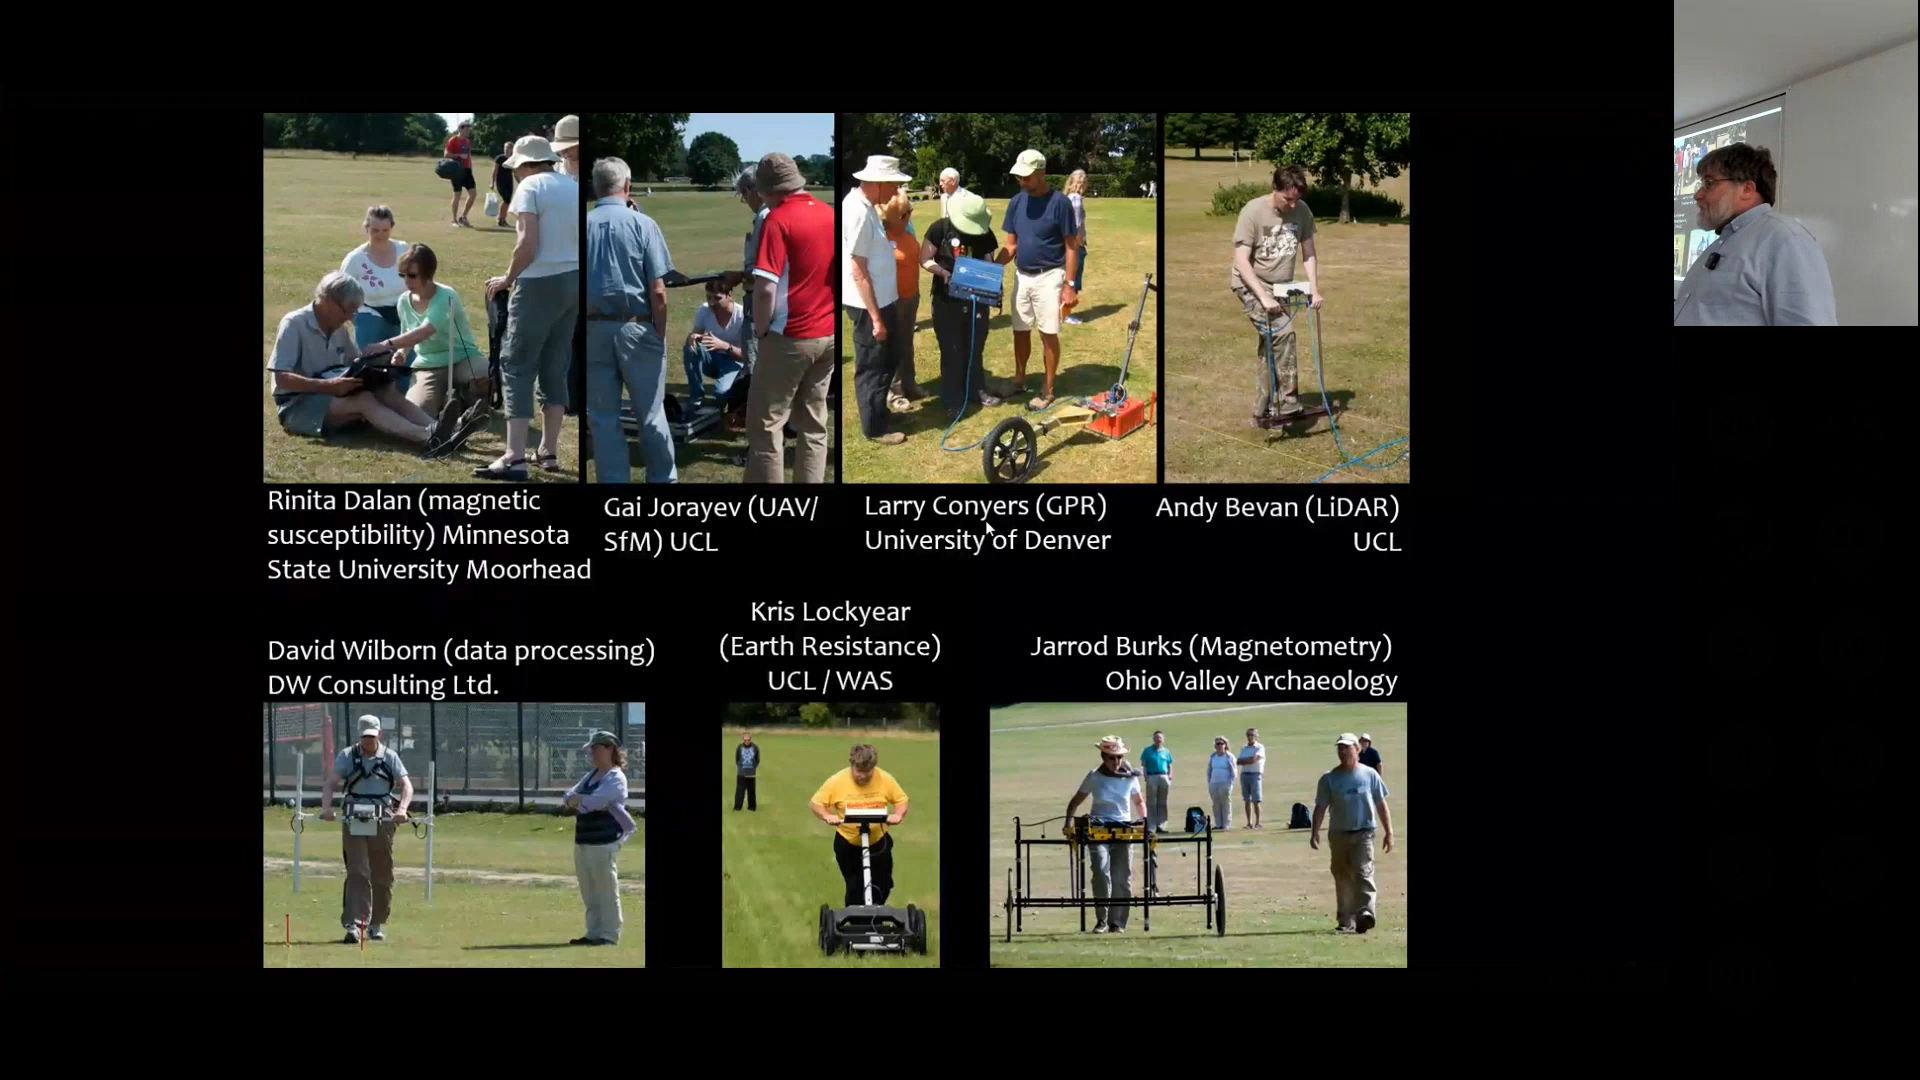 Rinita Dalan (magnetic
susceptibility) Minnesota
State University Moorhead
Gai Jorayev (UAV/
SfM) UCL
Larry Conyers (GPR)
University of Denver
Andy Bevan (LiDAR)
UCL
David Wilborn (data processing)
DW Consulting Ltd.
Kris Lockyear
(Earth Resistance)
UCL / WAS
Jarrod Burks (Magnetometry)
Ohio Valley Archaeology